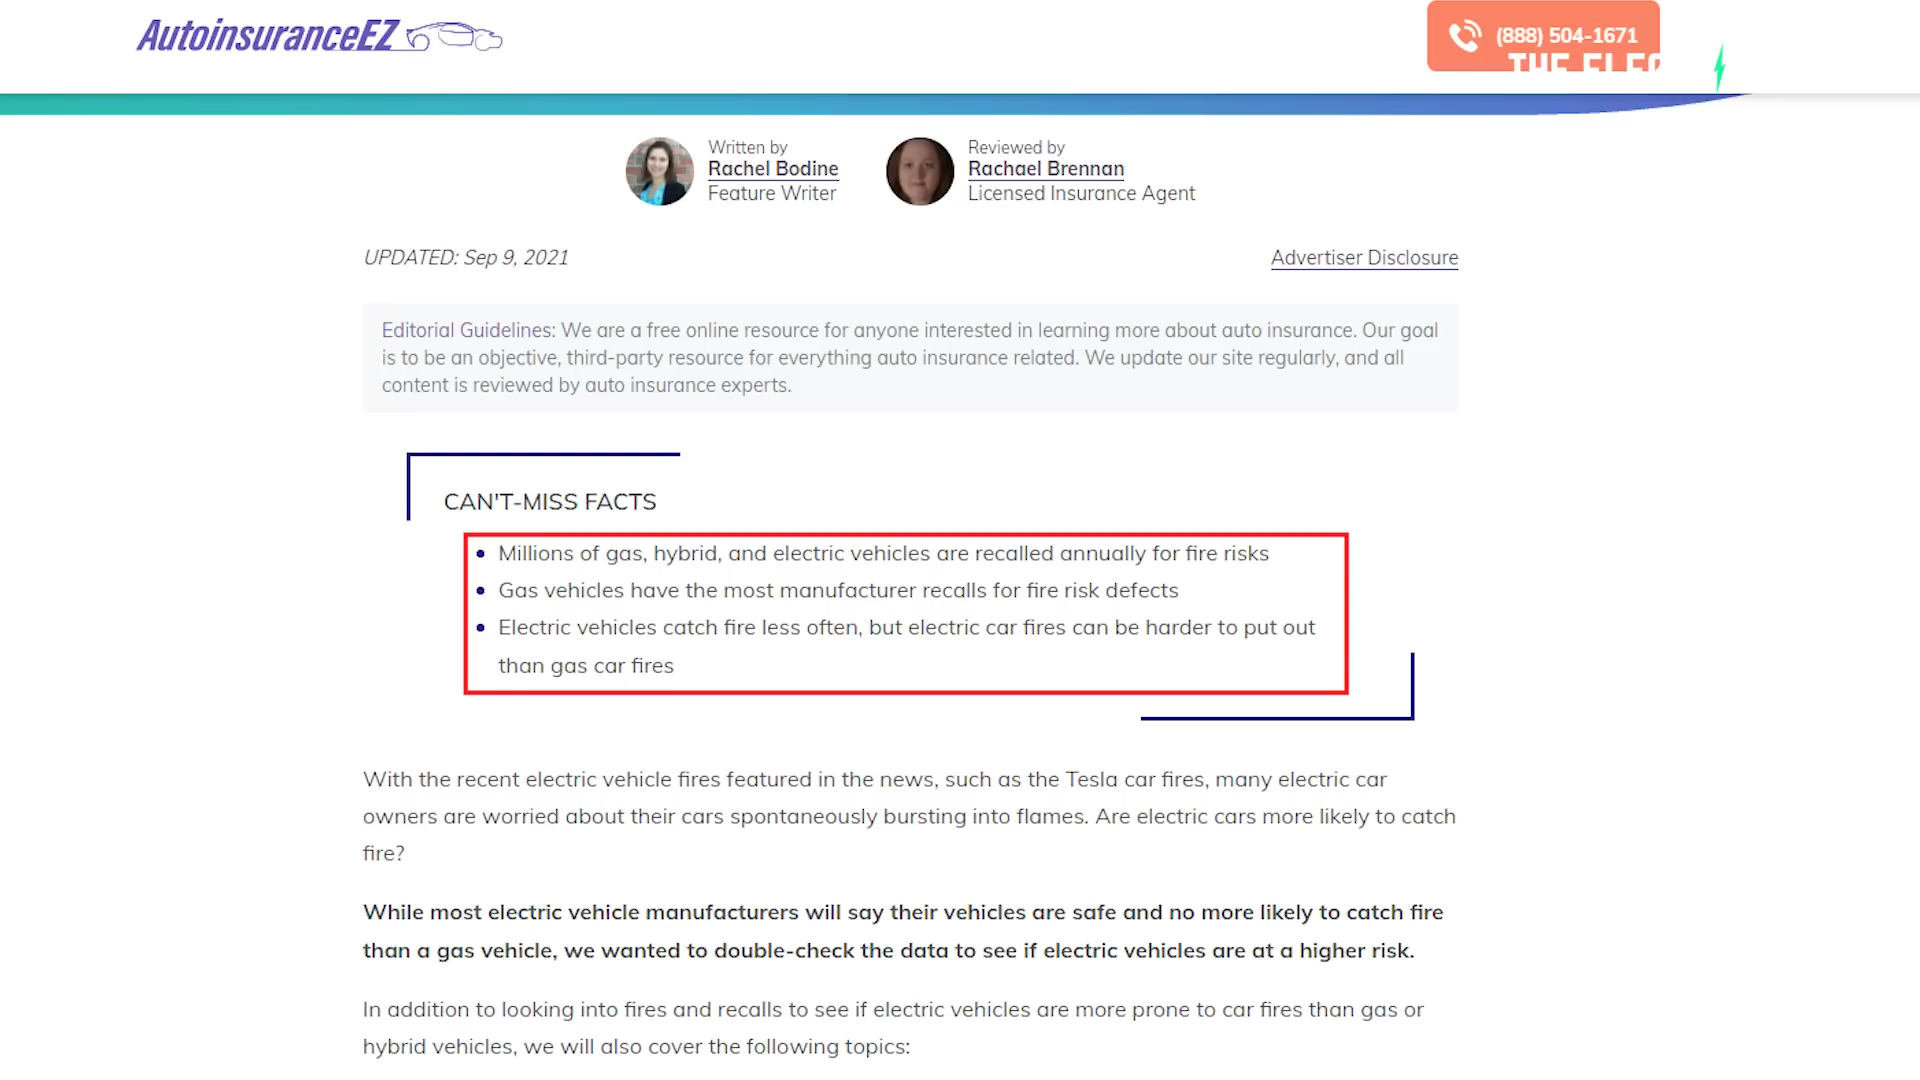 AutoinsuranceEZ
(888) 504-1671
Written by
Rachel Bodine
Feature Writer
Reviewed by
Rachael Brennan
Licensed Insurance Agent
UPDATED: Sep 9, 2021
Advertiser Disclosure
Editorial Guidelines: We are a free online resource for anyone interested in learning more about auto insurance. Our goal
is to be an objective, third-party resource for everything auto insurance related. We update our site regularly, and all
content is reviewed by auto insurance experts.
CAN'T-MISS FACTS
Millions of gas, hybrid, and electric vehicles are recalled annually for fire risks
Gas vehicles have the most manufacturer recalls for fire risk defects
Electric vehicles catch fire less often, but electric car fires can be harder to put out
than gas car fires
With the recent electric vehicle fires featured in the news, such as the Tesla car fires, many electric car
owners are worried about their cars spontaneously bursting into flames. Are electric cars more likely to catch
fire?
While most electric vehicle manufacturers will say their vehicles are safe and no more likely to catch fire
than a gas vehicle, we wanted to double-check the data to see if electric vehicles are at a higher risk.
In addition to looking into fires and recalls to see if electric vehicles are more prone to car fires than gas or
hybrid vehicles, we will also cover the following topics: